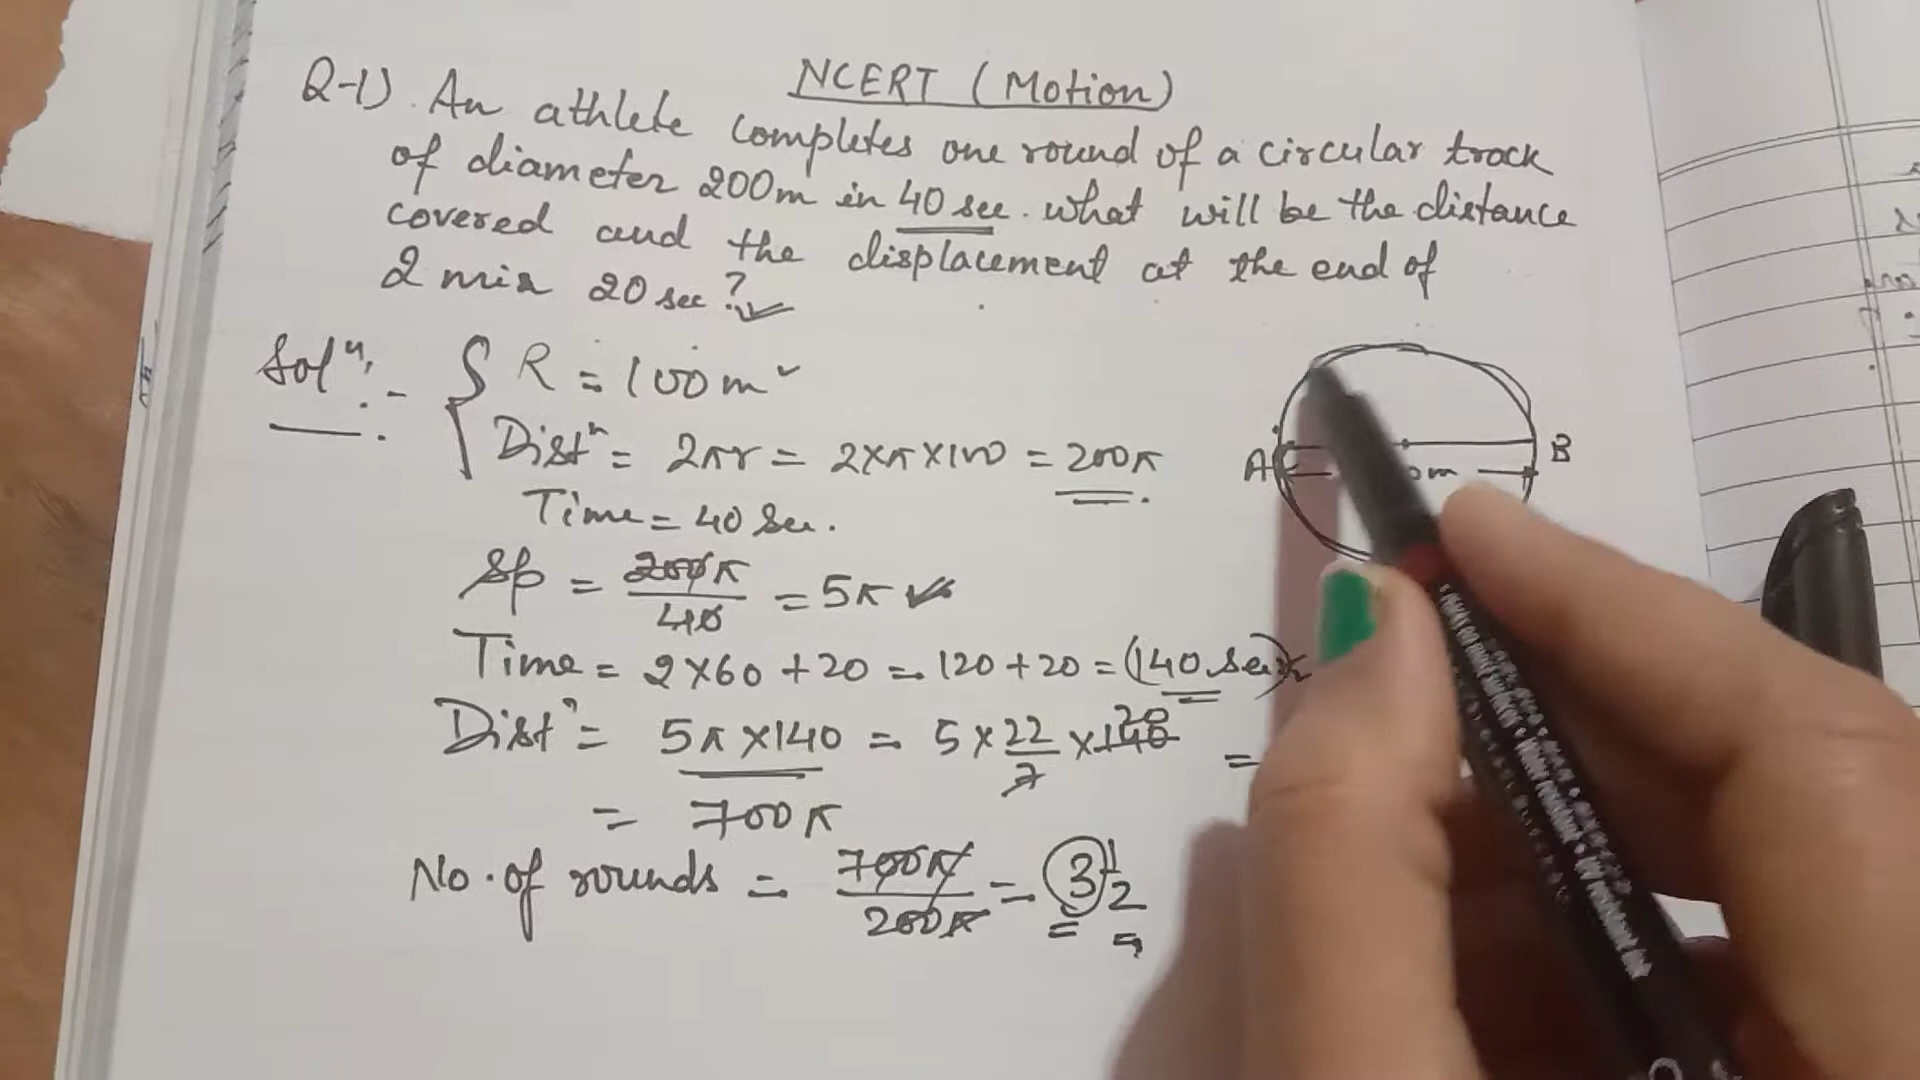 NCERT (Motion)
Q-1) An athlete completes one round of a circular track
of diameter 200m in 40 sec. what will be the distance
covered and the displacement at the end of
2 min 20 sec?
Solⁿ:-
R = 100m
Distⁿ = 2πr = 2×π×100 = 200π
Time = 40 Sec.
Sp = 200π/40 = 5π
Time = 2×60 + 20 = 120 + 20 = (140 sec)
Distⁿ = 5π×140 = 5 × 22/7 × 140 20 =
= 700π
No. of rounds = 700π/200π = 3 1/2
A
B